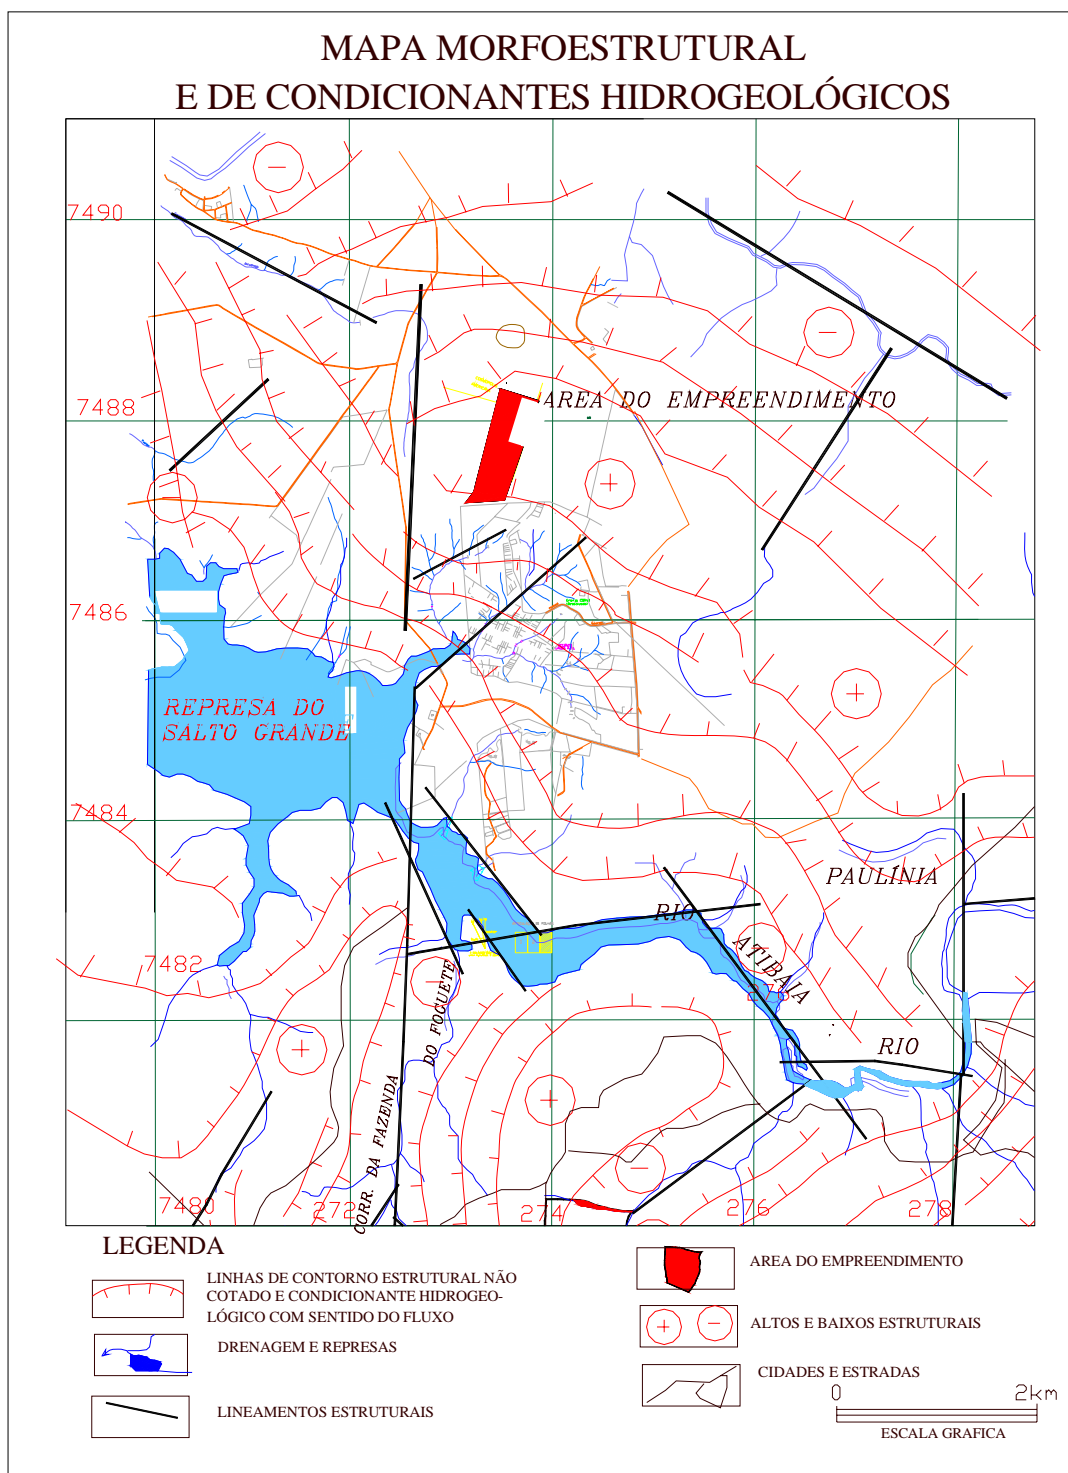 MAPA MORFOESTRUTURAL
E DE CONDICIONANTES HIDROGEOLÓGICOS
7490
7488
AREA DO EMPREENDIMENTO
7486
REPRESA DO
SALTO GRANDE
7484
PAULÍNIA
RIO
ATIBAIA
7482
278
RIO
CORR. DA FAZENDA DO FOGUETE
7480
272
274
276
278
LEGENDA
LINHAS DE CONTORNO ESTRUTURAL NÃO
COTADO E CONDICIONANTE HIDROGEO-
LÓGICO COM SENTIDO DO FLUXO
DRENAGEM E REPRESAS
LINEAMENTOS ESTRUTURAIS
AREA DO EMPREENDIMENTO
ALTOS E BAIXOS ESTRUTURAIS
CIDADES E ESTRADAS
0 2km
ESCALA GRAFICA